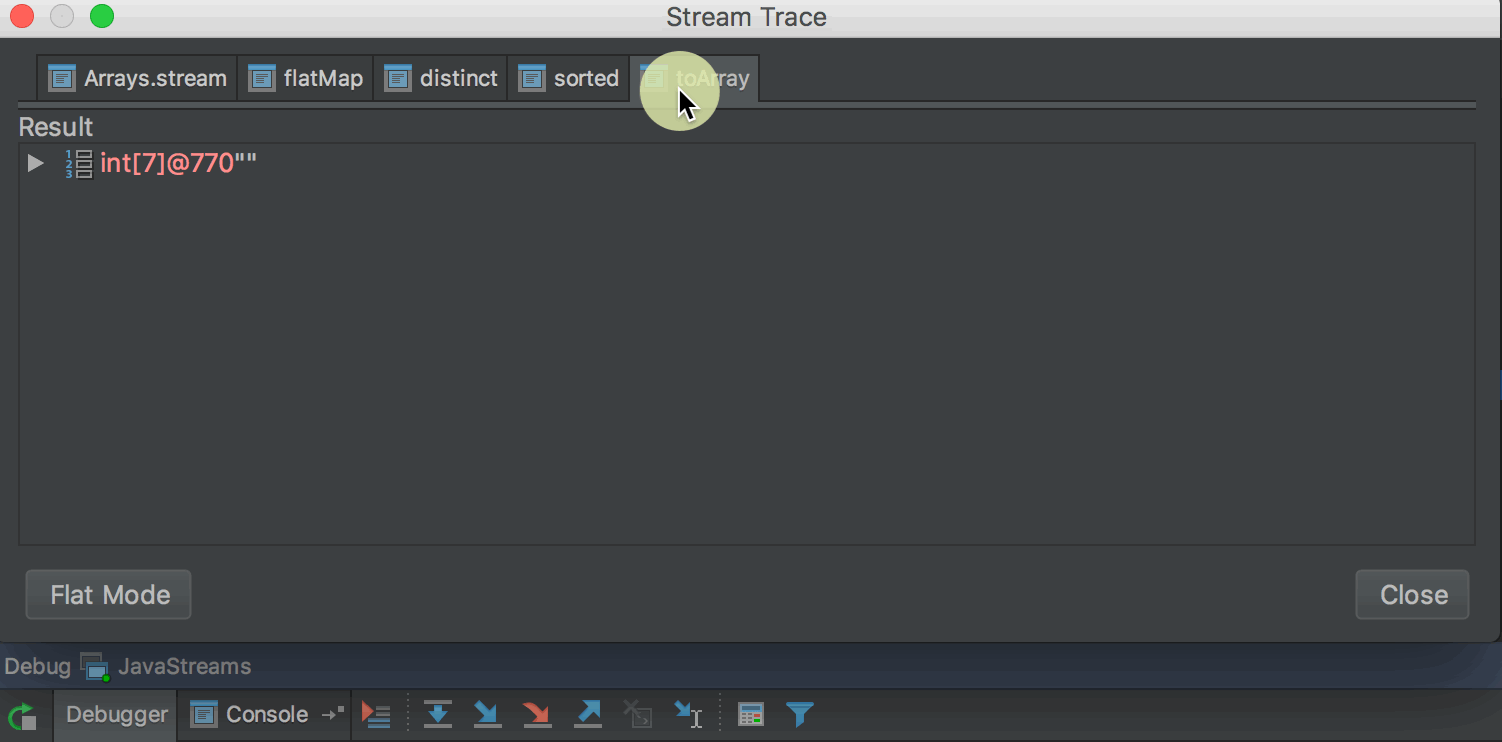 Stream Trace
Arrays.stream flatMap distinct sorted toArray
Result
int[7]@770""
Flat Mode Close
Debug JavaStreams
Debugger Console